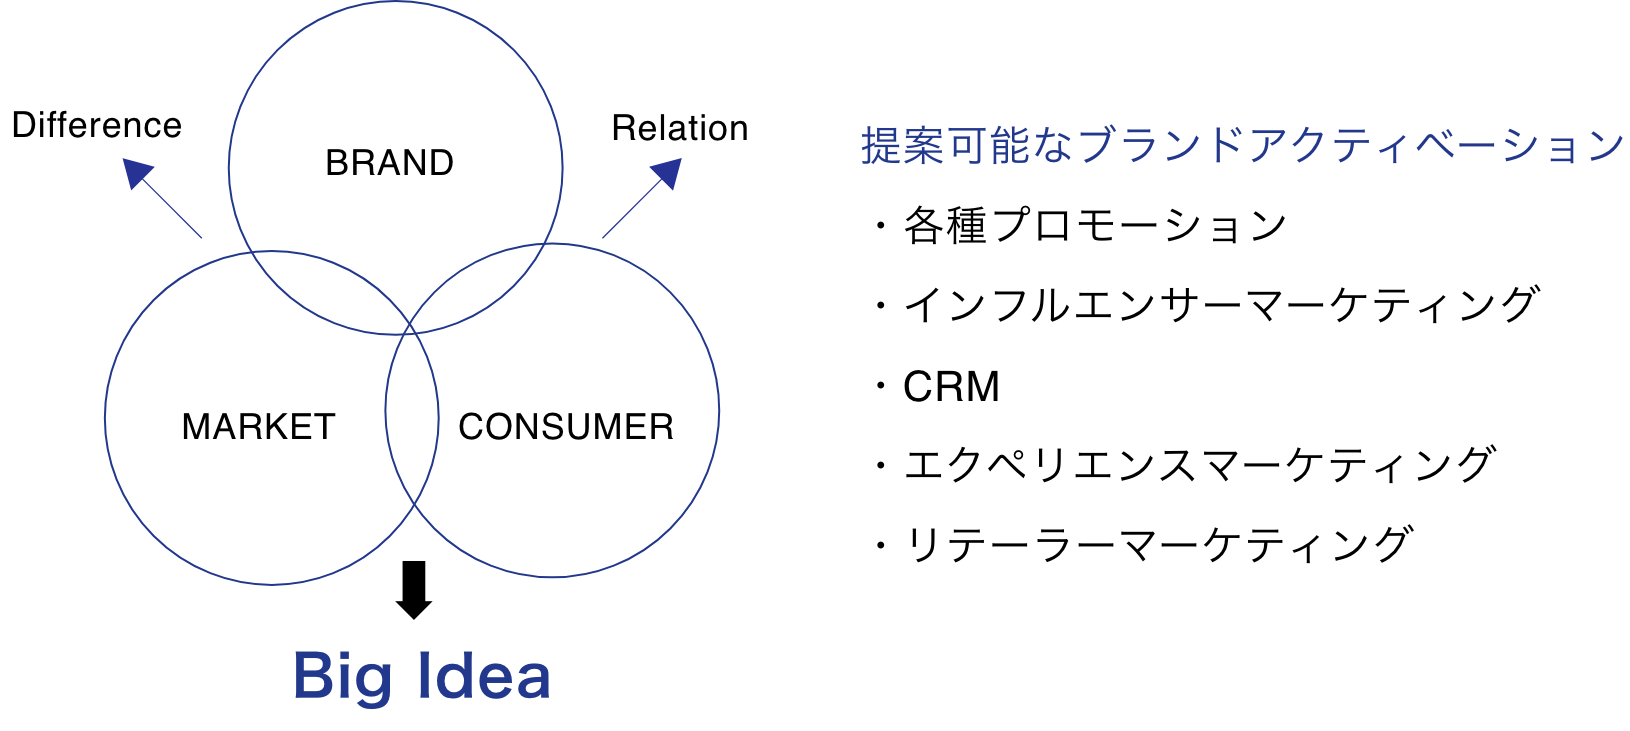 Difference
Relation
BRAND
MARKET
CONSUMER
Big Idea
提案可能なブランドアクティベーション
・各種プロモーション
・インフルエンサーマーケティング
・CRM
・エクペリエンスマーケティング
・リテーラーマーケティング